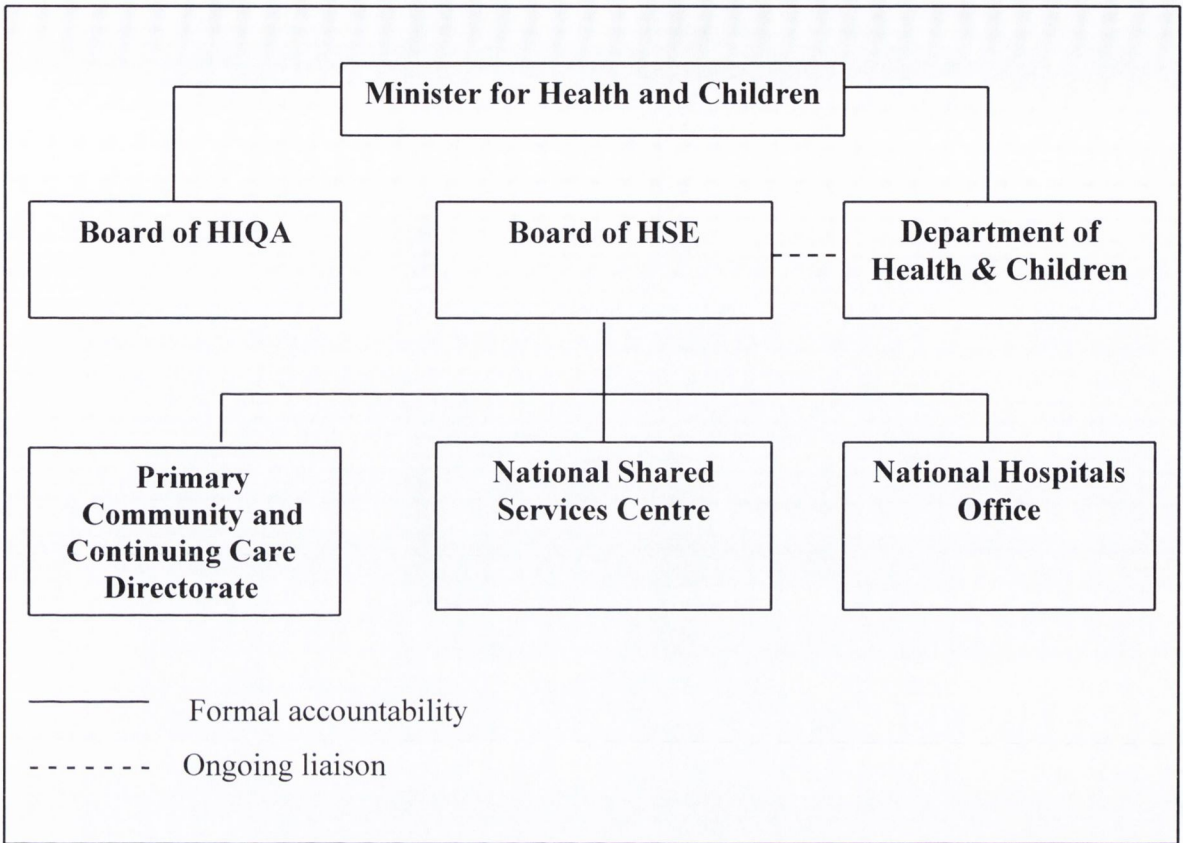 Minister for Health and Children
Board of HIQA
Board of HSE
Department of
Health & Children
Primary
Community and
Continuing Care
Directorate
National Shared
Services Centre
National Hospitals
Office
Formal accountability
Ongoing liaison